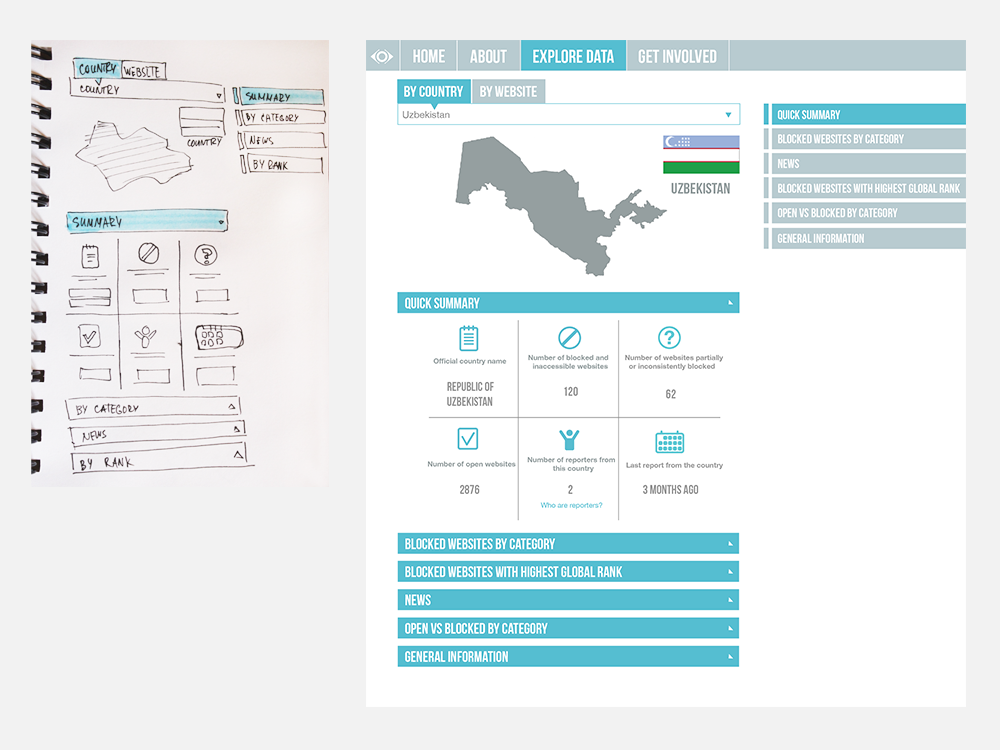 COUNTRY WEBSITE
COUNTRY
SUMMARY
BY CATEGORY
NEWS
BY RANK
COUNTRY
SUMMARY
BY CATEGORY
NEWS
BY RANK
HOME ABOUT EXPLORE DATA GET INVOLVED
BY COUNTRY BY WEBSITE
Uzbekistan
UZBEKISTAN
QUICK SUMMARY
BLOCKED WEBSITES BY CATEGORY
NEWS
BLOCKED WEBSITES WITH HIGHEST GLOBAL RANK
OPEN VS BLOCKED BY CATEGORY
GENERAL INFORMATION
QUICK SUMMARY
Official country name
REPUBLIC OF
UZBEKISTAN
Number of blocked and
inaccessible websites
120
Number of websites partially
or inconsistently blocked
62
Number of open websites
2876
Number of reporters from
this country
2
Who are reporters?
Last report from the country
3 MONTHS AGO
BLOCKED WEBSITES BY CATEGORY
BLOCKED WEBSITES WITH HIGHEST GLOBAL RANK
NEWS
OPEN VS BLOCKED BY CATEGORY
GENERAL INFORMATION